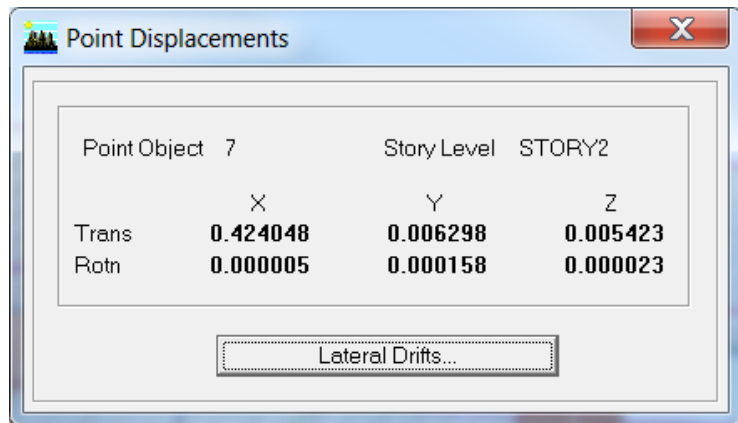 Point Displacements
Point Object 7 Story Level STORY2
X Y Z
Trans 0.424048 0.006298 0.005423
Rotn 0.000005 0.000158 0.000023
Lateral Drifts...